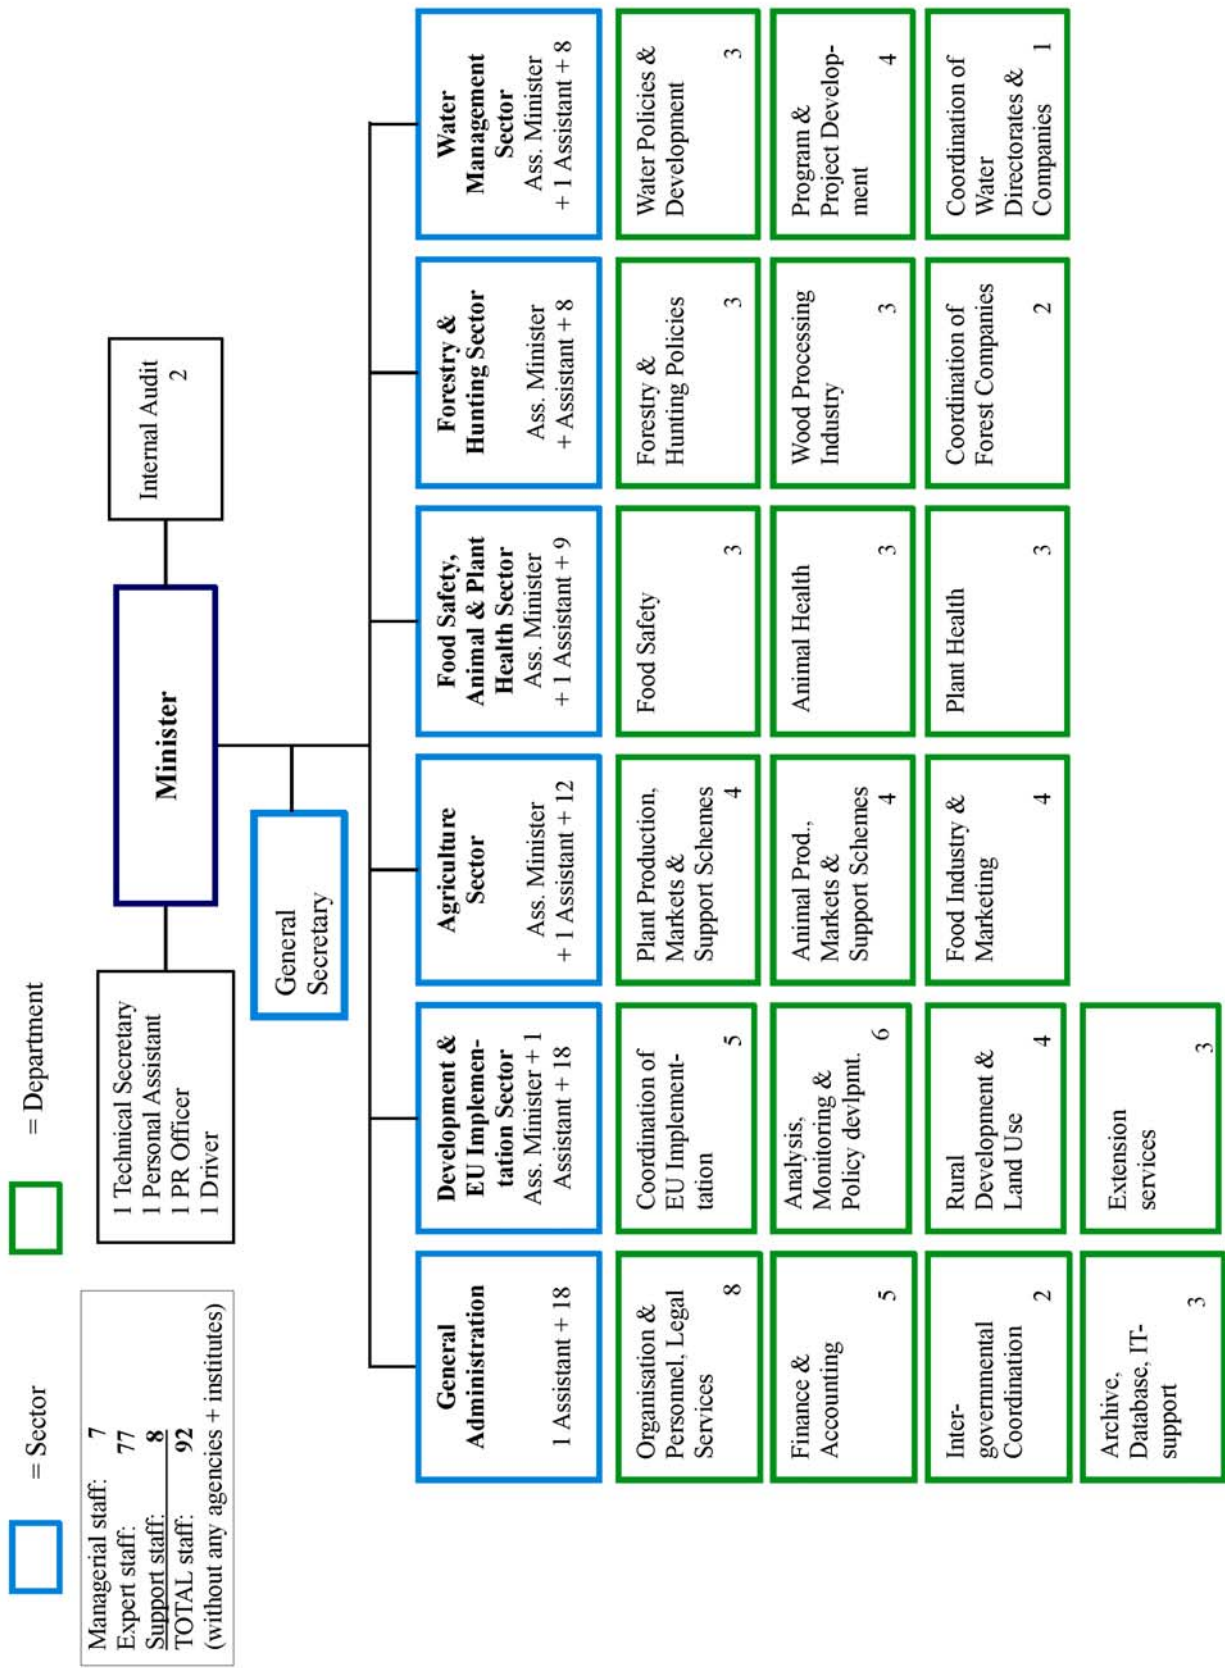 = Sector
= Department
Managerial staff: 7
Expert staff: 77
Support staff: 8
TOTAL staff: 92
(without any agencies + institutes)
1 Technical Secretary
1 Personal Assistant
1 PR Officer
1 Driver
Minister
Internal Audit
2
General
Secretary
General
Administration
1 Assistant + 18
Organisation &
Personnel, Legal
Services
8
Finance &
Accounting
5
Inter-
governmental
Coordination
2
Archive,
Database, IT-
support
3
Development &
EU Implemen-
tation Sector
Ass. Minister + 1
Assistant + 18
Coordination of
EU Implement-
tation
5
Analysis,
Monitoring &
Policy devlpmt.
6
Rural
Development &
Land Use
4
Extension
services
3
Agriculture
Sector
Ass. Minister
+ 1 Assistant + 12
Plant Production,
Markets &
Support Schemes
4
Animal Prod.,
Markets &
Support Schemes
4
Food Industry &
Marketing
4
Food Safety,
Animal & Plant
Health Sector
Ass. Minister
+ 1 Assistant + 9
Food Safety
3
Animal Health
3
Plant Health
3
Forestry &
Hunting Sector
Ass. Minister
+ Assistant + 8
Forestry &
Hunting Policies
3
Wood Processing
Industry
3
Coordination of
Forest Companies
2
Water
Management
Sector
Ass. Minister
+ 1 Assistant + 8
Water Policies &
Development
3
Program &
Project Develop-
ment
4
Coordination of
Water
Directorates &
Companies
1